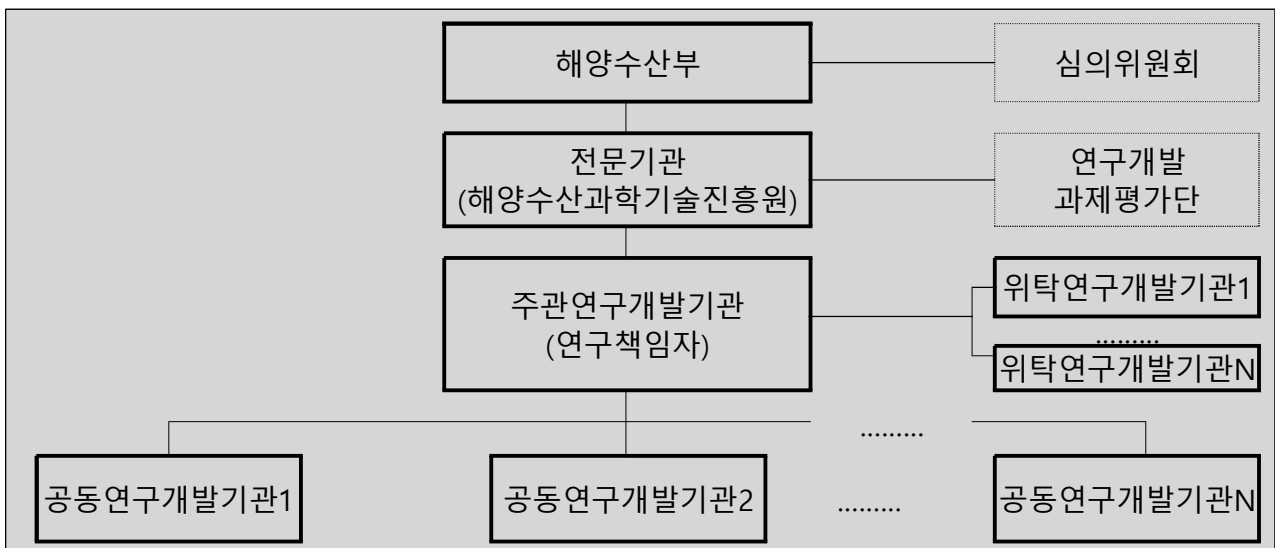 해양수산부
심의위원회
전문기관
(해양수산과학기술진흥원)
연구개발
과제평가단
주관연구개발기관
(연구책임자)
위탁연구개발기관1
.........
위탁연구개발기관N
.........
공동연구개발기관1
공동연구개발기관2
.........
공동연구개발기관N